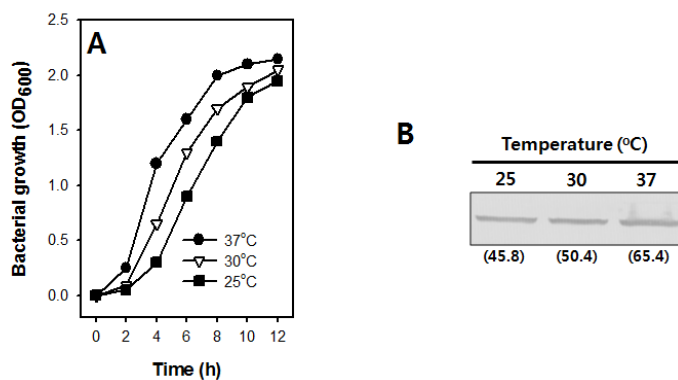 A
Bacterial growth (OD600)
2.5
2.0
1.5
1.0
0.5
0.0
37°C
30°C
25°C
0 2 4 6 8 10 12
Time (h)
B
Temperature (°C)
25 30 37
(45.8) (50.4) (65.4)